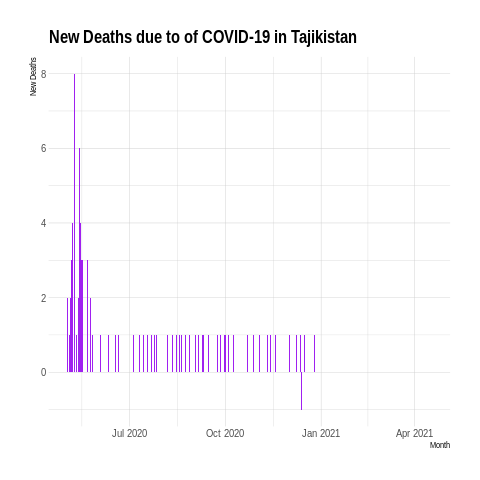 New Deaths due to of COVID-19 in Tajikistan
New Deaths
8
6
4
2
0
Jul 2020 Oct 2020 Jan 2021 Apr 2021
Month